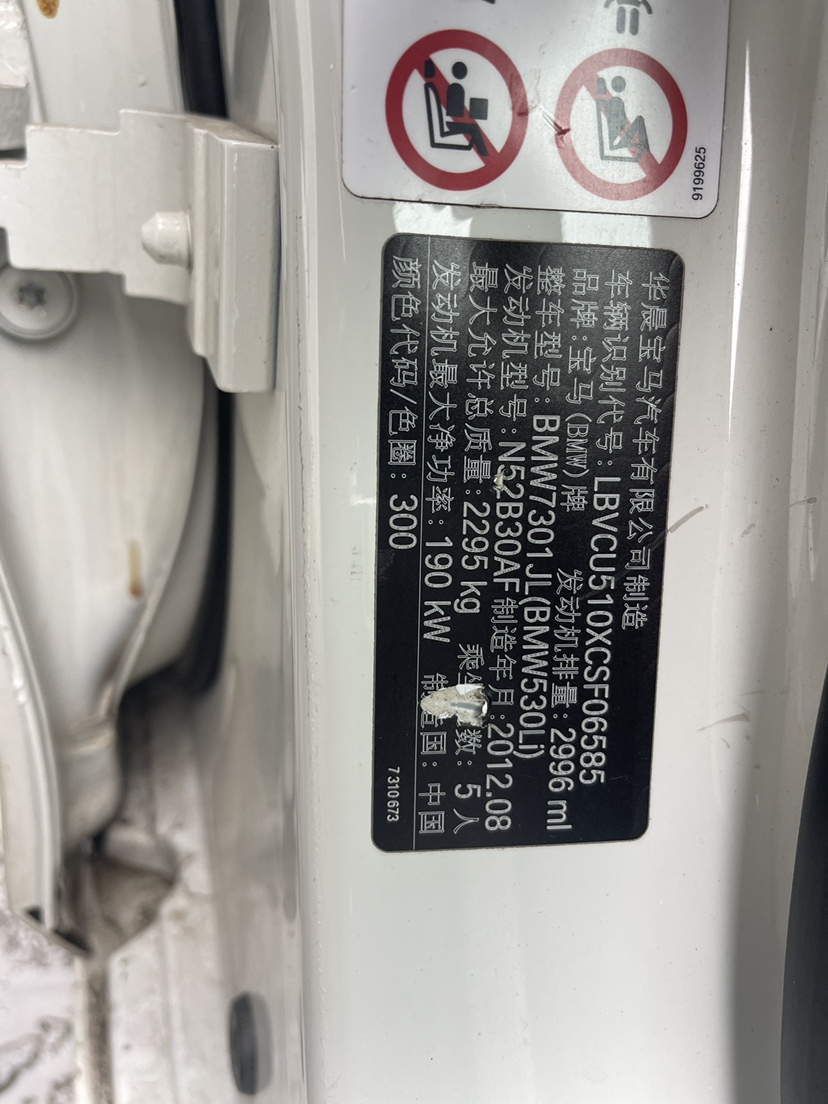 9199625
华晨宝马汽车有限公司制造
车辆识别代号:LBVCU510XCSF06585
品牌:宝马(BMW)牌 发动机排量:2996 ml
整车型号:BMW7301JL(BMW530Li)
发动机型号:N52B30AF 制造年月:2012.08
最大允许总质量:2295 kg 乘坐 数:5人
发动机最大净功率:190 kW 制造国:中国
颜色代码/色圈:300 7 310 673